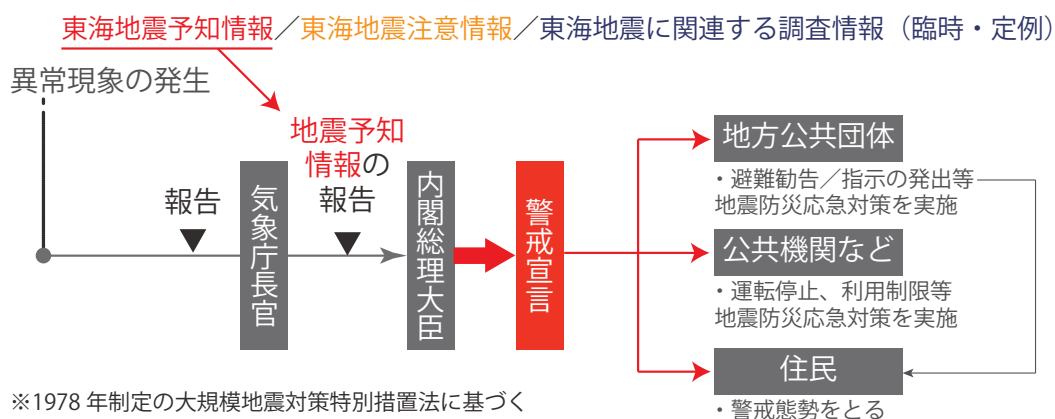 東海地震予知情報／東海地震注意情報／東海地震に関連する調査情報（臨時・定例）
異常現象の発生
地震予知
情報の
報告
報告
気象庁長官
内閣総理大臣
警戒宣言
地方公共団体
・避難勧告／指示の発出等
地震防災応急対策を実施
公共機関など
・運転停止、利用制限等
地震防災応急対策を実施
住民
・警戒態勢をとる
※1978 年制定の大規模地震対策特別措置法に基づく